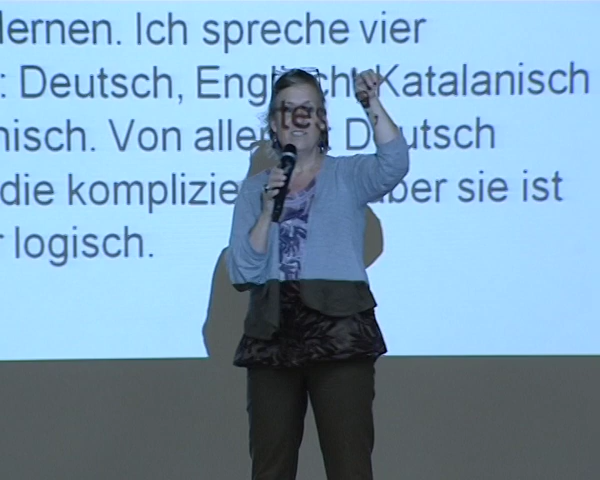 lernen. Ich spreche vier
: Deutsch, Englisch, Katalanisch
nisch. Von allen Deutsch
die komplizie aber sie ist
r logisch.